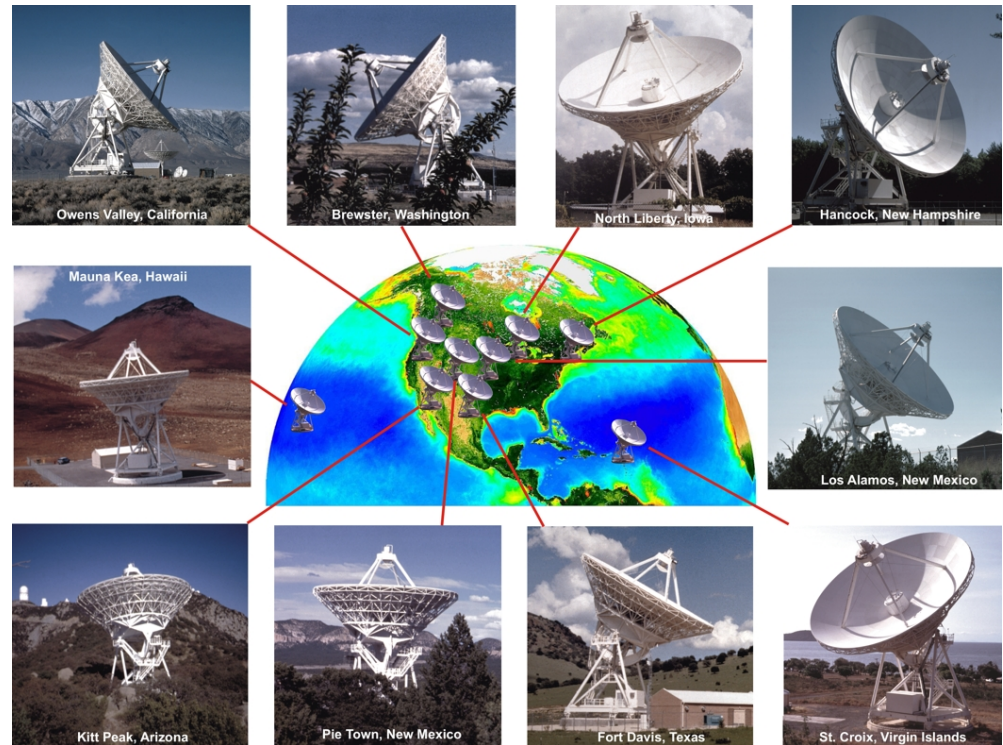 Owens Valley, California
Brewster, Washington
North Liberty, Iowa
Hancock, New Hampshire
Mauna Kea, Hawaii
Los Alamos, New Mexico
Kitt Peak, Arizona
Pie Town, New Mexico
Fort Davis, Texas
St. Croix, Virgin Islands